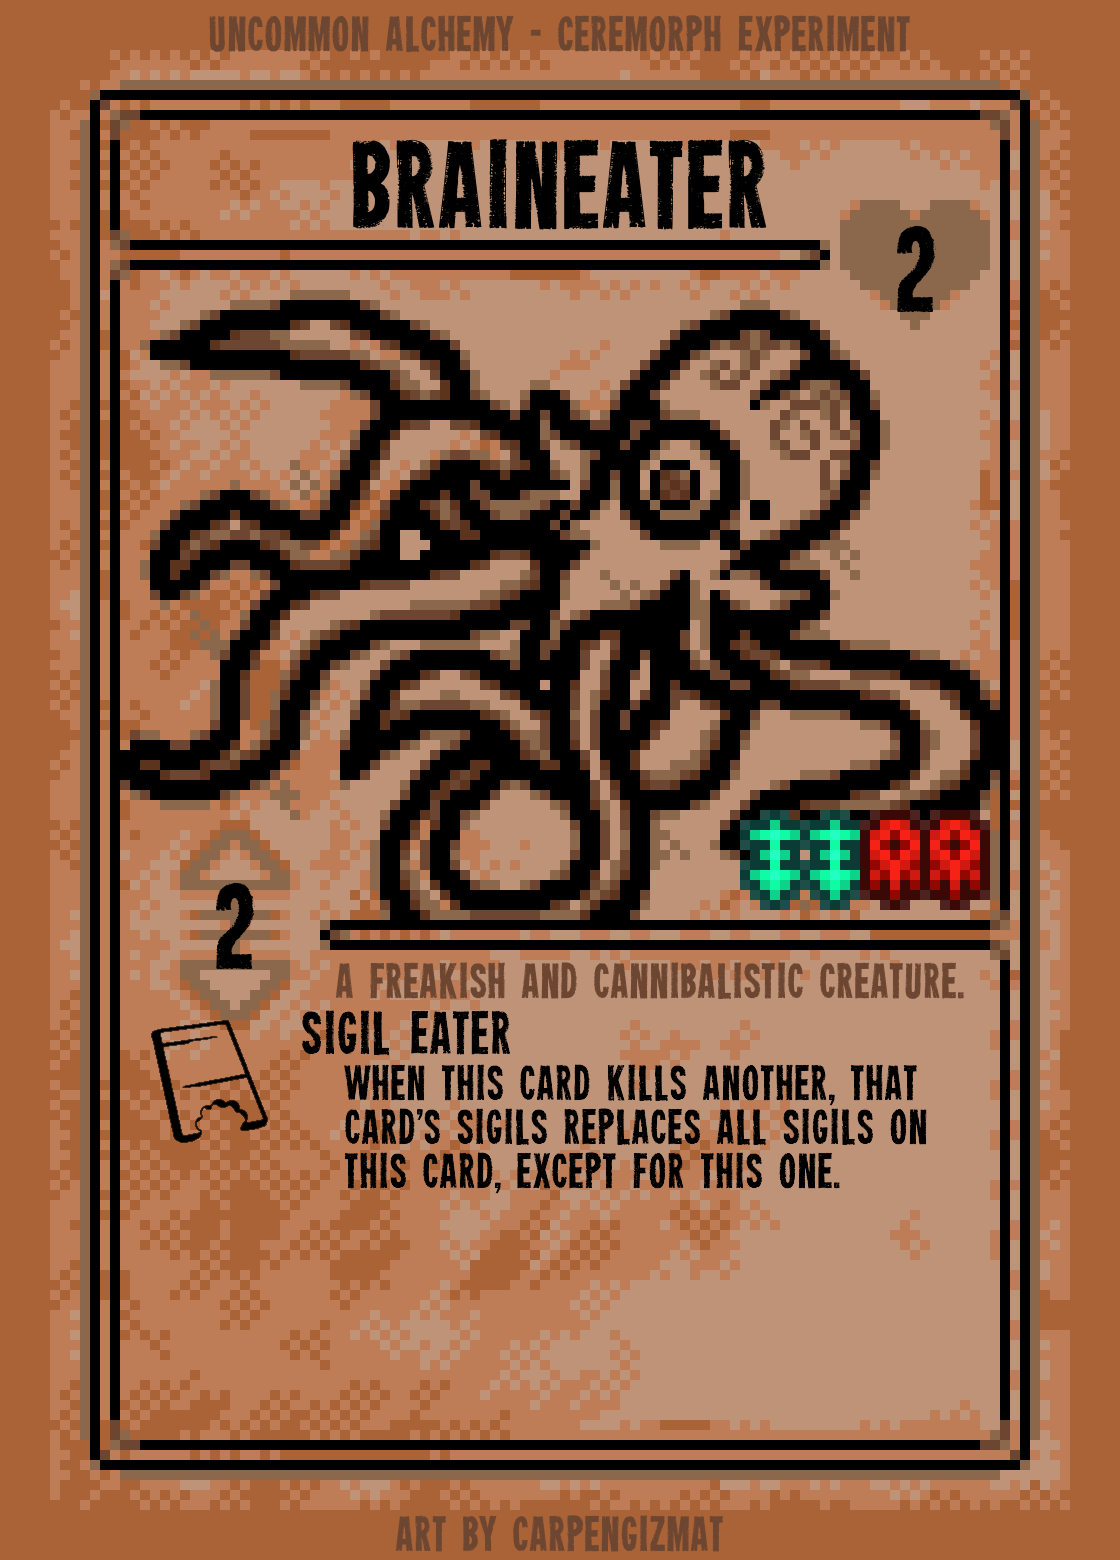 UNCOMMON ALCHEMY - CEREMORPH EXPERIMENT
BRAINEATER
2
2
A FREAKISH AND CANNIBALISTIC CREATURE.
SIGIL EATER
WHEN THIS CARD KILLS ANOTHER, THAT
CARD'S SIGILS REPLACES ALL SIGILS ON
THIS CARD, EXCEPT FOR THIS ONE.
ART BY CARPENGIZMAT